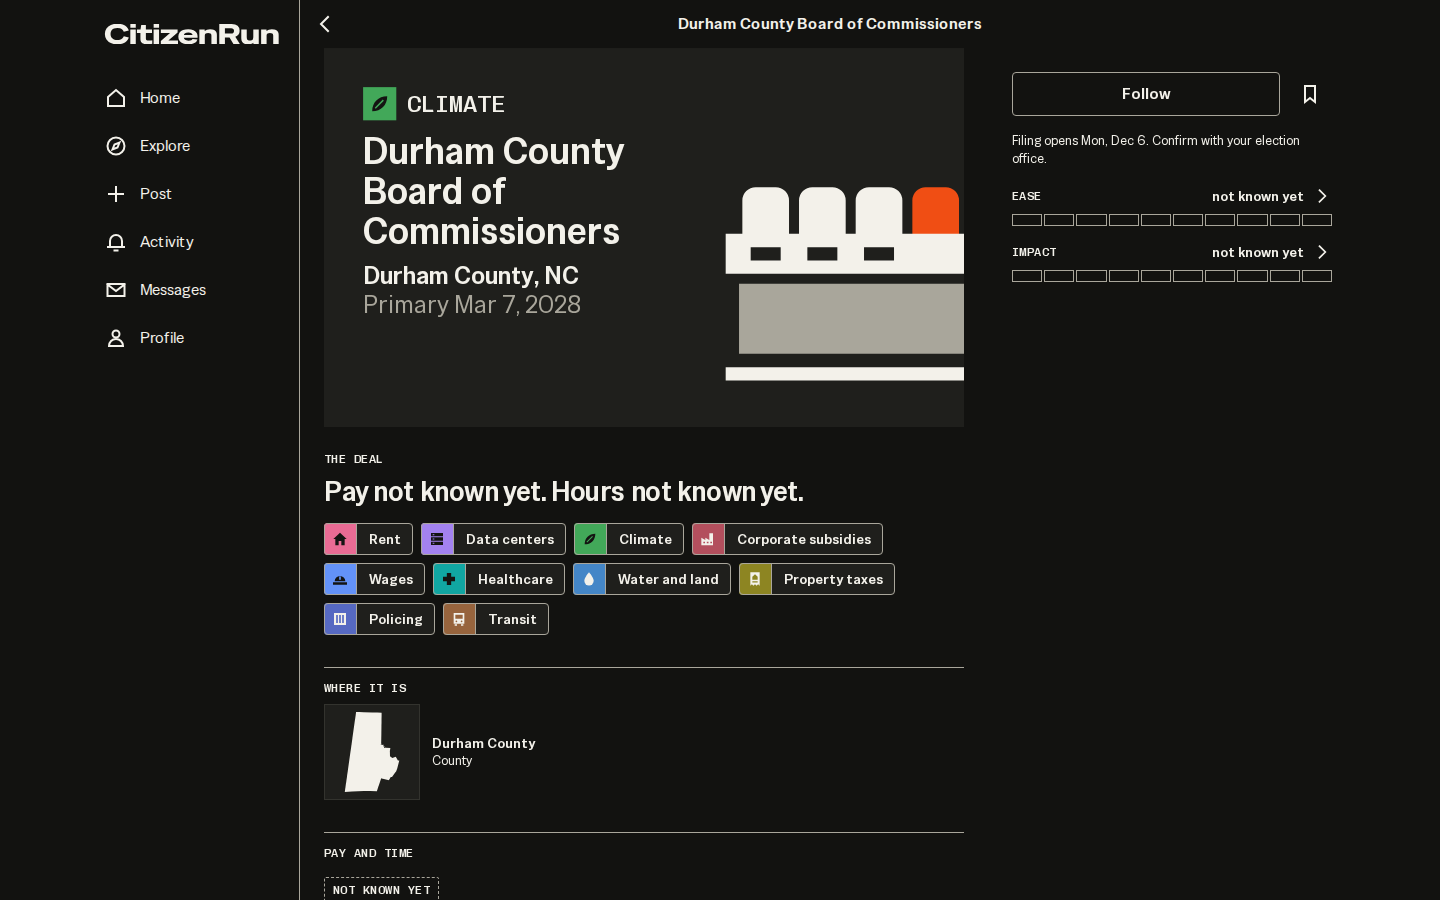 CitizenRun
Home
Explore
Post
Activity
Messages
Profile
Durham County Board of Commissioners
CLIMATE
Durham County
Board of
Commissioners
Durham County, NC
Primary Mar 7, 2028
Follow
Filing opens Mon, Dec 6. Confirm with your election
office.
EASE not known yet
IMPACT not known yet
THE DEAL
Pay not known yet. Hours not known yet.
Rent Data centers Climate Corporate subsidies
Wages Healthcare Water and land Property taxes
Policing Transit
WHERE IT IS
Durham County
County
PAY AND TIME
NOT KNOWN YET